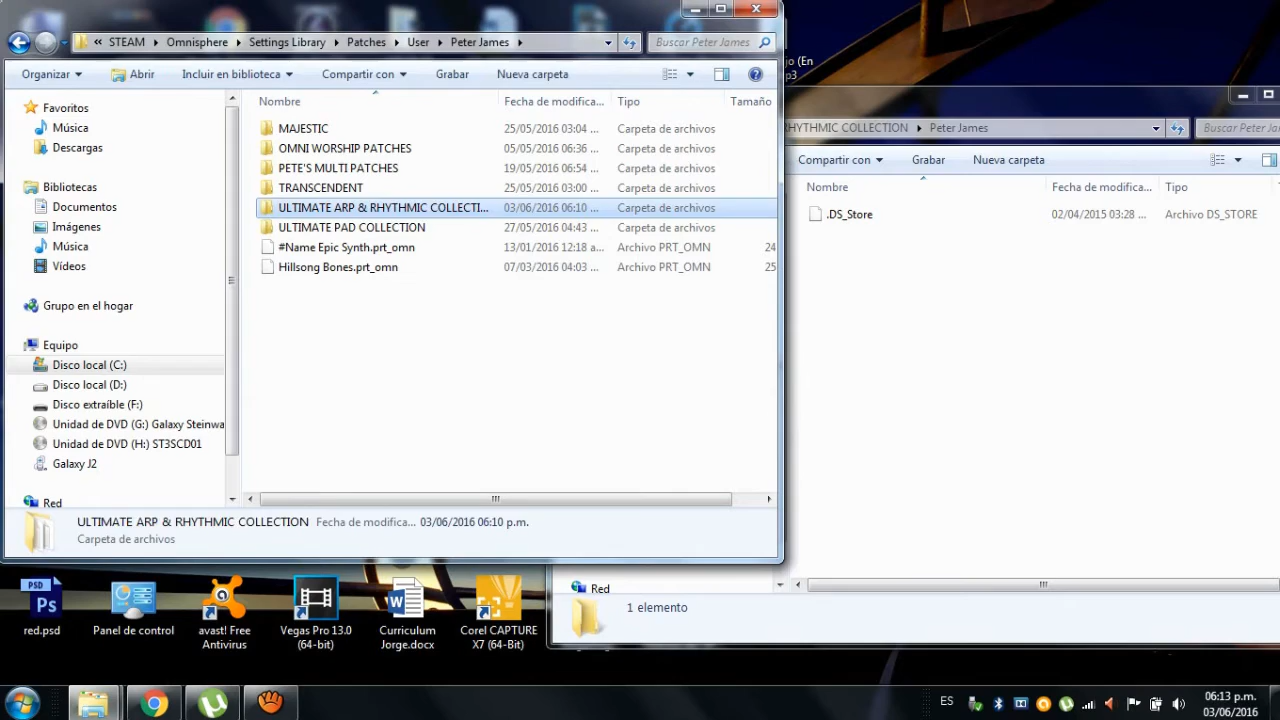 « STEAM Omnisphere Settings Library Patches User Peter James
Buscar Peter James
Organizar Abrir Incluir en biblioteca Compartir con Grabar Nueva carpeta
Nombre Fecha de modifica... Tipo Tamaño
MAJESTIC 25/05/2016 03:04 ... Carpeta de archivos
OMNI WORSHIP PATCHES 05/05/2016 06:36 ... Carpeta de archivos
PETE'S MULTI PATCHES 19/05/2016 06:54 ... Carpeta de archivos
TRANSCENDENT 25/05/2016 03:00 ... Carpeta de archivos
ULTIMATE ARP & RHYTHMIC COLLECTI... 03/06/2016 06:10 ... Carpeta de archivos
ULTIMATE PAD COLLECTION 27/05/2016 04:43 ... Carpeta de archivos
#Name Epic Synth.prt_omn 13/01/2016 12:18 a... Archivo PRT_OMN 24
Hillsong Bones.prt_omn 07/03/2016 04:03 ... Archivo PRT_OMN 25
Favoritos
Música
Descargas
Bibliotecas
Documentos
Imágenes
Música
Vídeos
Grupo en el hogar
Equipo
Disco local (C:)
Disco local (D:)
Disco extraíble (F:)
Unidad de DVD (G:) Galaxy Steinwa
Unidad de DVD (H:) ST3SCD01
Galaxy J2
Red
ULTIMATE ARP & RHYTHMIC COLLECTION Fecha de modifica... 03/06/2016 06:10 p.m.
Carpeta de archivos
jo (En
p3
RHYTHMIC COLLECTION Peter James
Buscar Peter Ja
Compartir con Grabar Nueva carpeta
Nombre Fecha de modifica... Tipo
.DS_Store 02/04/2015 03:28 ... Archivo DS_STORE
Red
1 elemento
PSD
Ps
red.psd
Panel de control
avast! Free
Antivirus
Vegas Pro 13.0
(64-bit)
Curriculum
Jorge.docx
Corel CAPTURE
X7 (64-Bit)
ES
06:13 p.m.
03/06/2016